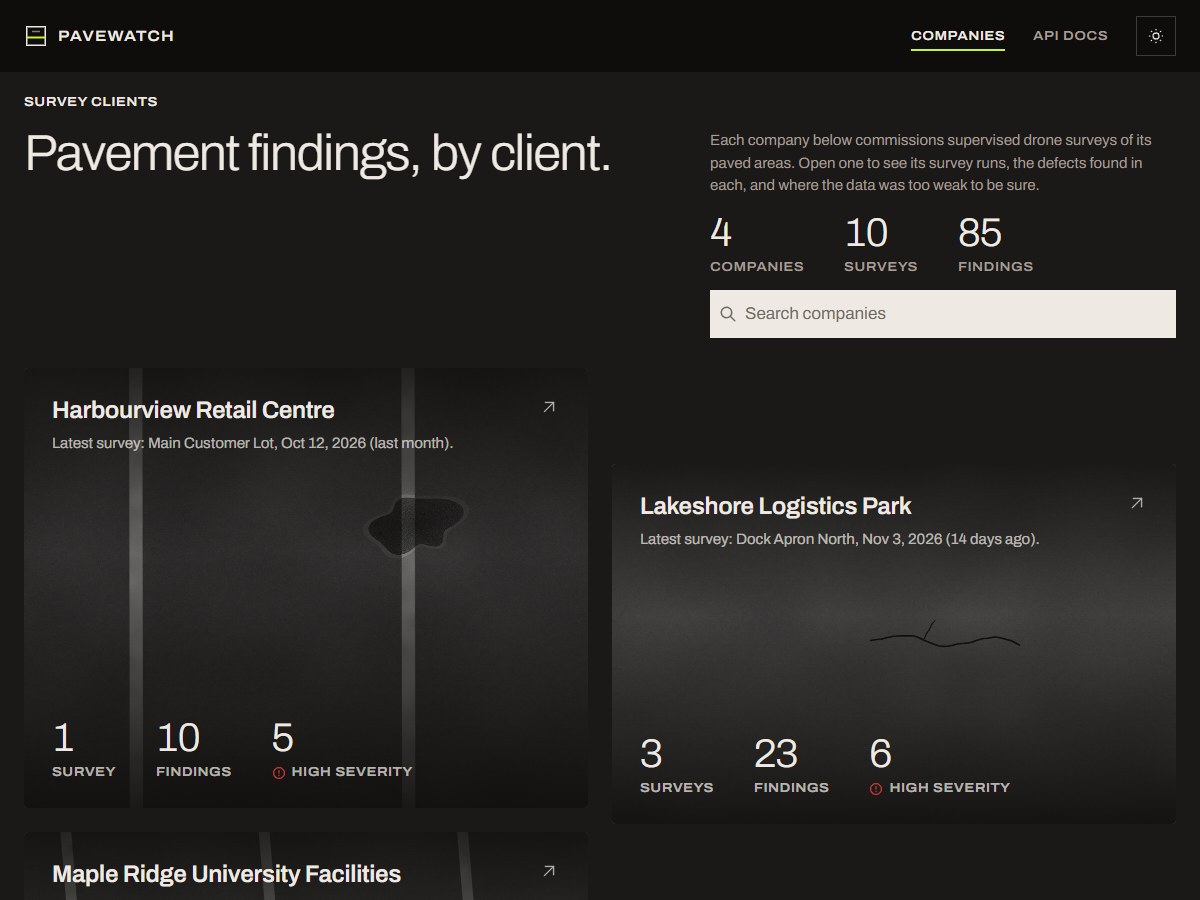 PAVEWATCH
COMPANIES
API DOCS
SURVEY CLIENTS
Pavement findings, by client.
Each company below commissions supervised drone surveys of its
paved areas. Open one to see its survey runs, the defects found in
each, and where the data was too weak to be sure.
4
COMPANIES
10
SURVEYS
85
FINDINGS
Search companies
Harbourview Retail Centre
Latest survey: Main Customer Lot, Oct 12, 2026 (last month).
1
SURVEY
10
FINDINGS
5
HIGH SEVERITY
Lakeshore Logistics Park
Latest survey: Dock Apron North, Nov 3, 2026 (14 days ago).
3
SURVEYS
23
FINDINGS
6
HIGH SEVERITY
Maple Ridge University Facilities